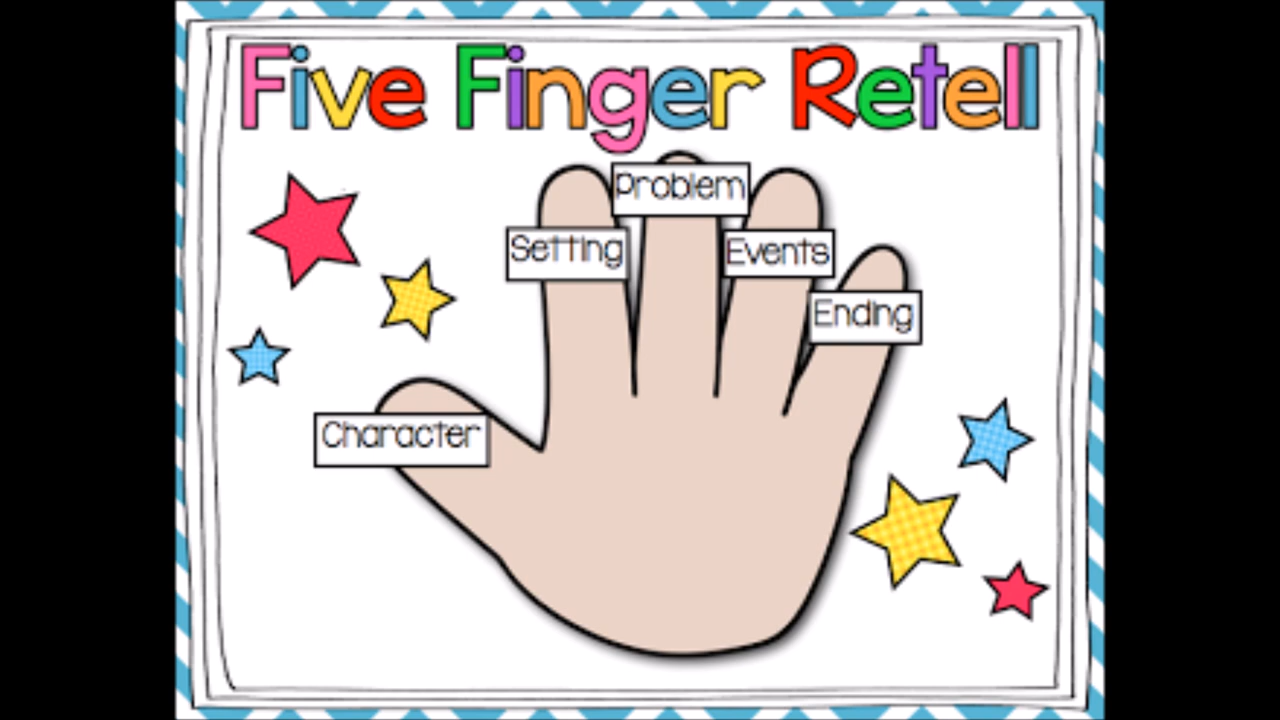 Five Finger Retell
Problem
Setting
Events
Ending
Character